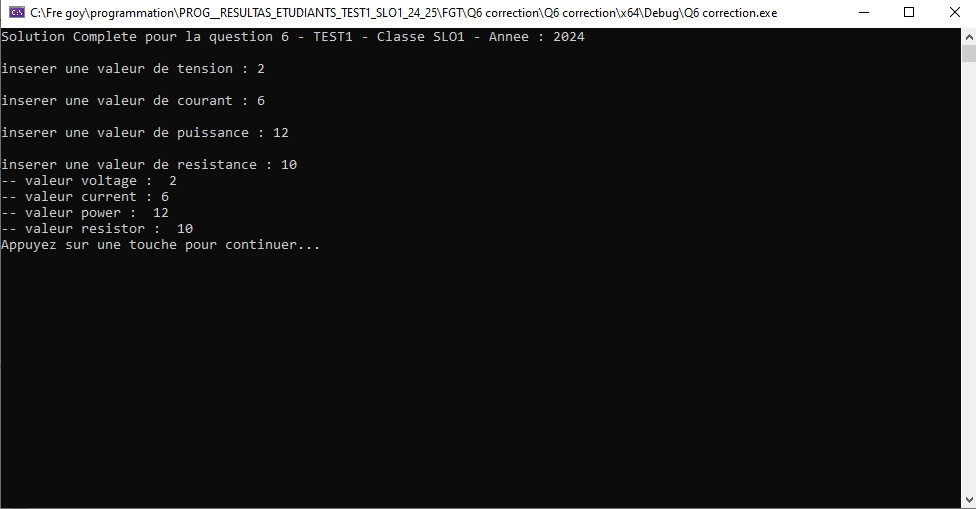 C:\Fre goy\programmation\PROG__RESULTAS_ETUDIANTS_TEST1_SLO1_24_25\FGT\Q6 correction\Q6 correction\x64\Debug\Q6 correction.exe
Solution Complete pour la question 6 - TEST1 - Classe SLO1 - Annee : 2024
inserer une valeur de tension : 2
inserer une valeur de courant : 6
inserer une valeur de puissance : 12
inserer une valeur de resistance : 10
-- valeur voltage :  2
-- valeur current : 6
-- valeur power :  12
-- valeur resistor :  10
Appuyez sur une touche pour continuer...